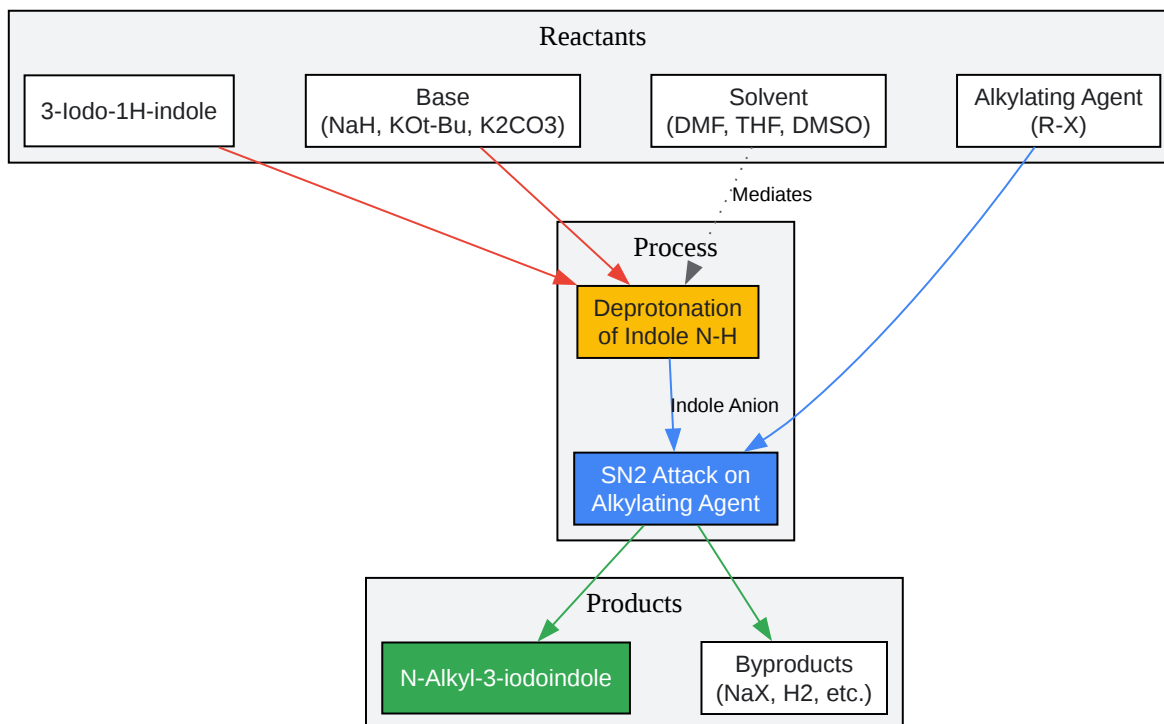 Reactants
3-Iodo-1H-indole
Base
(NaH, KOt-Bu, K2CO3)
Solvent
(DMF, THF, DMSO)
Alkylating Agent
(R-X)
Mediates
Process
Deprotonation
of Indole N-H
Indole Anion
SN2 Attack on
Alkylating Agent
Products
N-Alkyl-3-iodoindole
Byproducts
(NaX, H2, etc.)